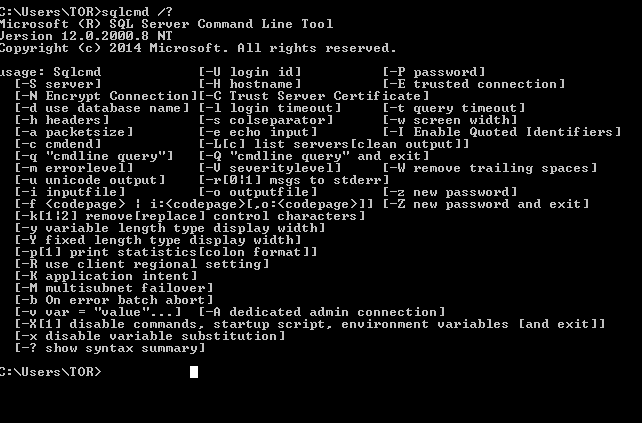 C:\Users\TOR>sqlcmd /?
Microsoft (R) SQL Server Command Line Tool
Version 12.0.2000.8 NT
Copyright (c) 2014 Microsoft. All rights reserved.
usage: Sqlcmd            [-U login id]          [-P password]
  [-S server]            [-H hostname]          [-E trusted connection]
  [-N Encrypt Connection][-C Trust Server Certificate]
  [-d use database name] [-l login timeout]     [-t query timeout]
  [-h headers]           [-s colseparator]      [-w screen width]
  [-a packetsize]        [-e echo input]        [-I Enable Quoted Identifiers]
  [-c cmdend]            [-L[c] list servers[clean output]]
  [-q "cmdline query"]   [-Q "cmdline query" and exit]
  [-m errorlevel]        [-V severitylevel]     [-W remove trailing spaces]
  [-u unicode output]    [-r[0|1] msgs to stderr]
  [-i inputfile]         [-o outputfile]        [-z new password]
  [-f <codepage> | i:<codepage>[,o:<codepage>]] [-Z new password and exit]
  [-k[1|2] remove[replace] control characters]
  [-y variable length type display width]
  [-Y fixed length type display width]
  [-p[1] print statistics[colon format]]
  [-R use client regional setting]
  [-K application intent]
  [-M multisubnet failover]
  [-b On error batch abort]
  [-v var = "value"...]  [-A dedicated admin connection]
  [-X[1] disable commands, startup script, environment variables [and exit]]
  [-x disable variable substitution]
  [-? show syntax summary]
C:\Users\TOR>